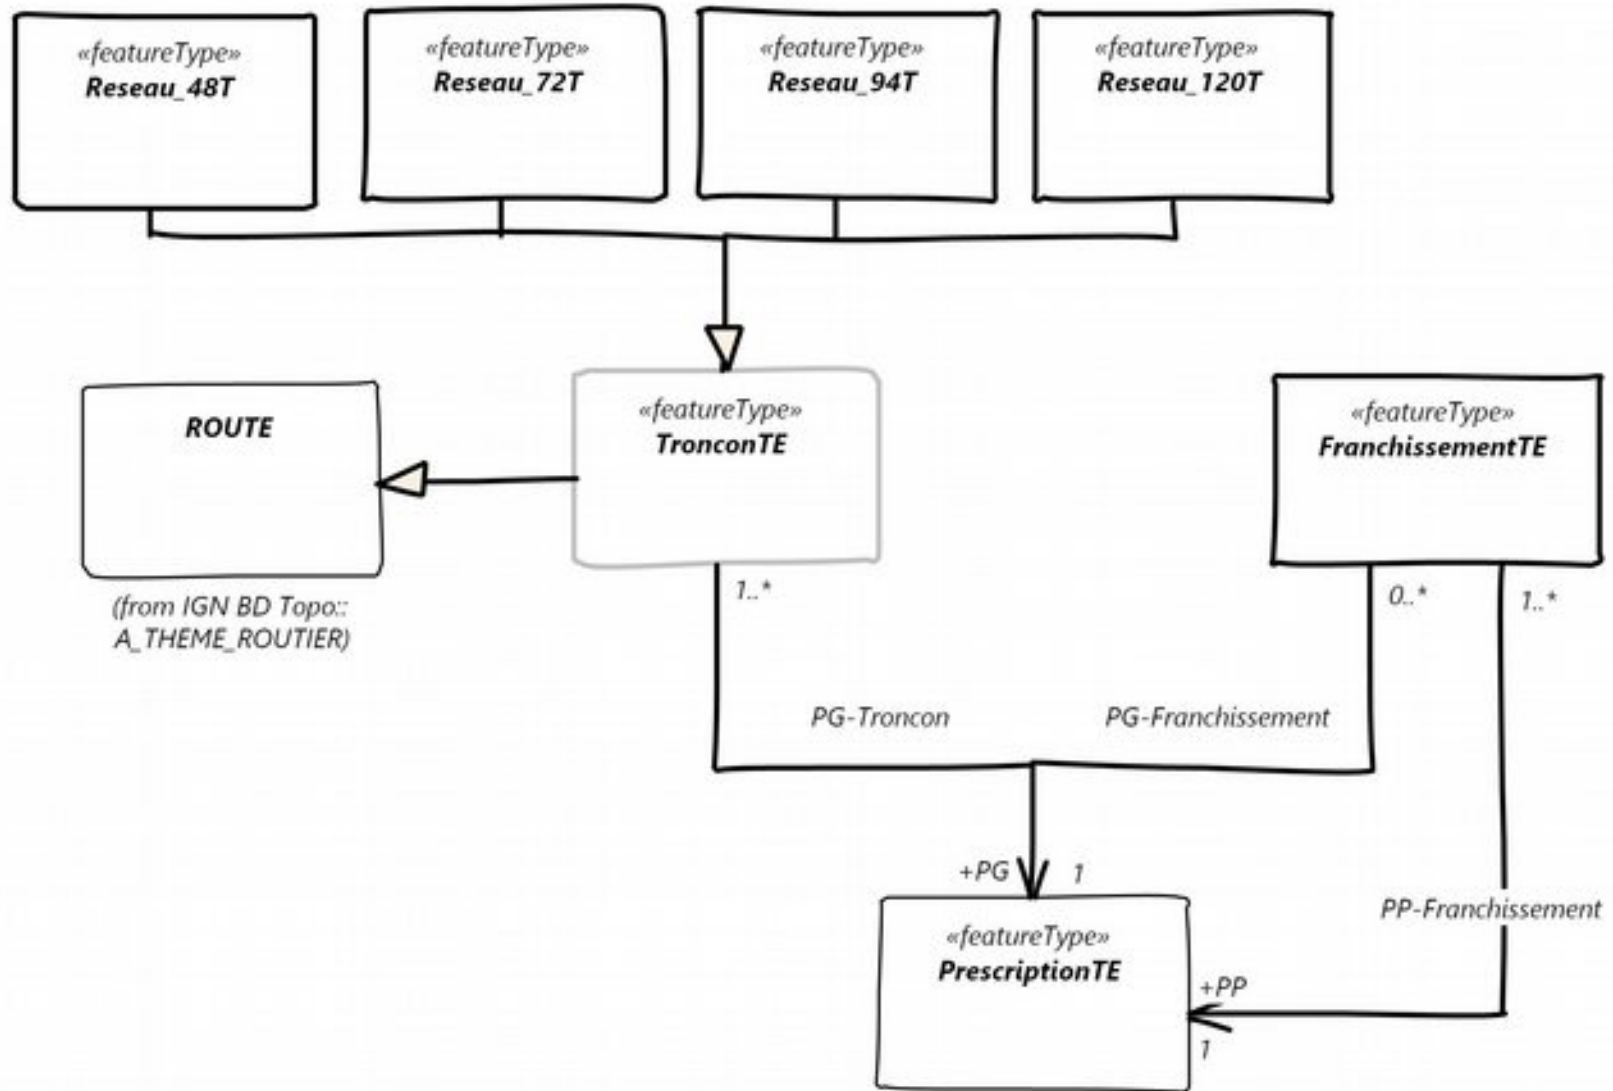 «featureType»
Reseau_48T
«featureType»
Reseau_72T
«featureType»
Reseau_94T
«featureType»
Reseau_120T
ROUTE
(from IGN BD Topo::
A_THEME_ROUTIER)
«featureType»
TronconTE
«featureType»
FranchissementTE
1..*
0..*
1..*
PG-Troncon
PG-Franchissement
+PG
1
PP-Franchissement
«featureType»
PrescriptionTE
+PP
1